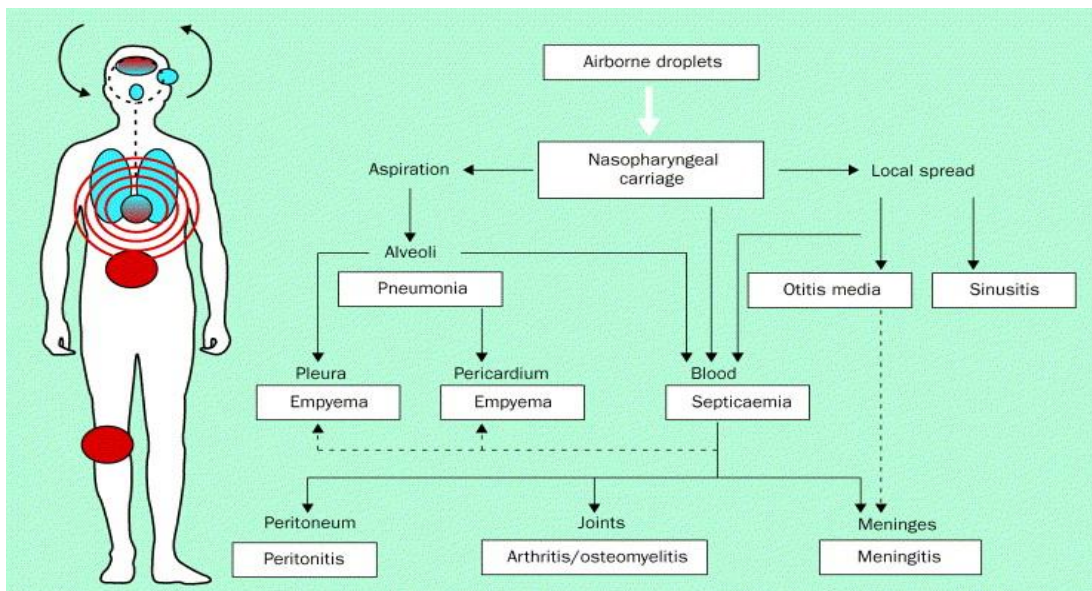 Airborne droplets
Nasopharyngeal
carriage
Aspiration
Local spread
Alveoli
Pneumonia
Otitis media
Sinusitis
Pleura
Empyema
Pericardium
Empyema
Blood
Septicaemia
Peritoneum
Peritonitis
Joints
Arthritis/osteomyelitis
Meninges
Meningitis